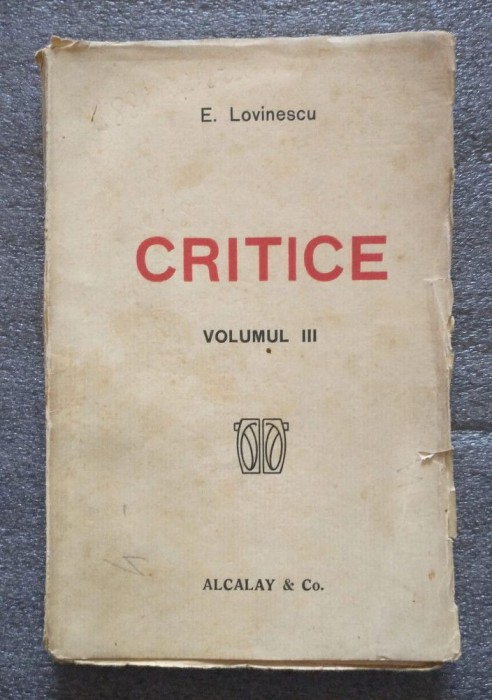 E. Lovinescu
CRITICE
VOLUMUL III
ALCALAY & Co.